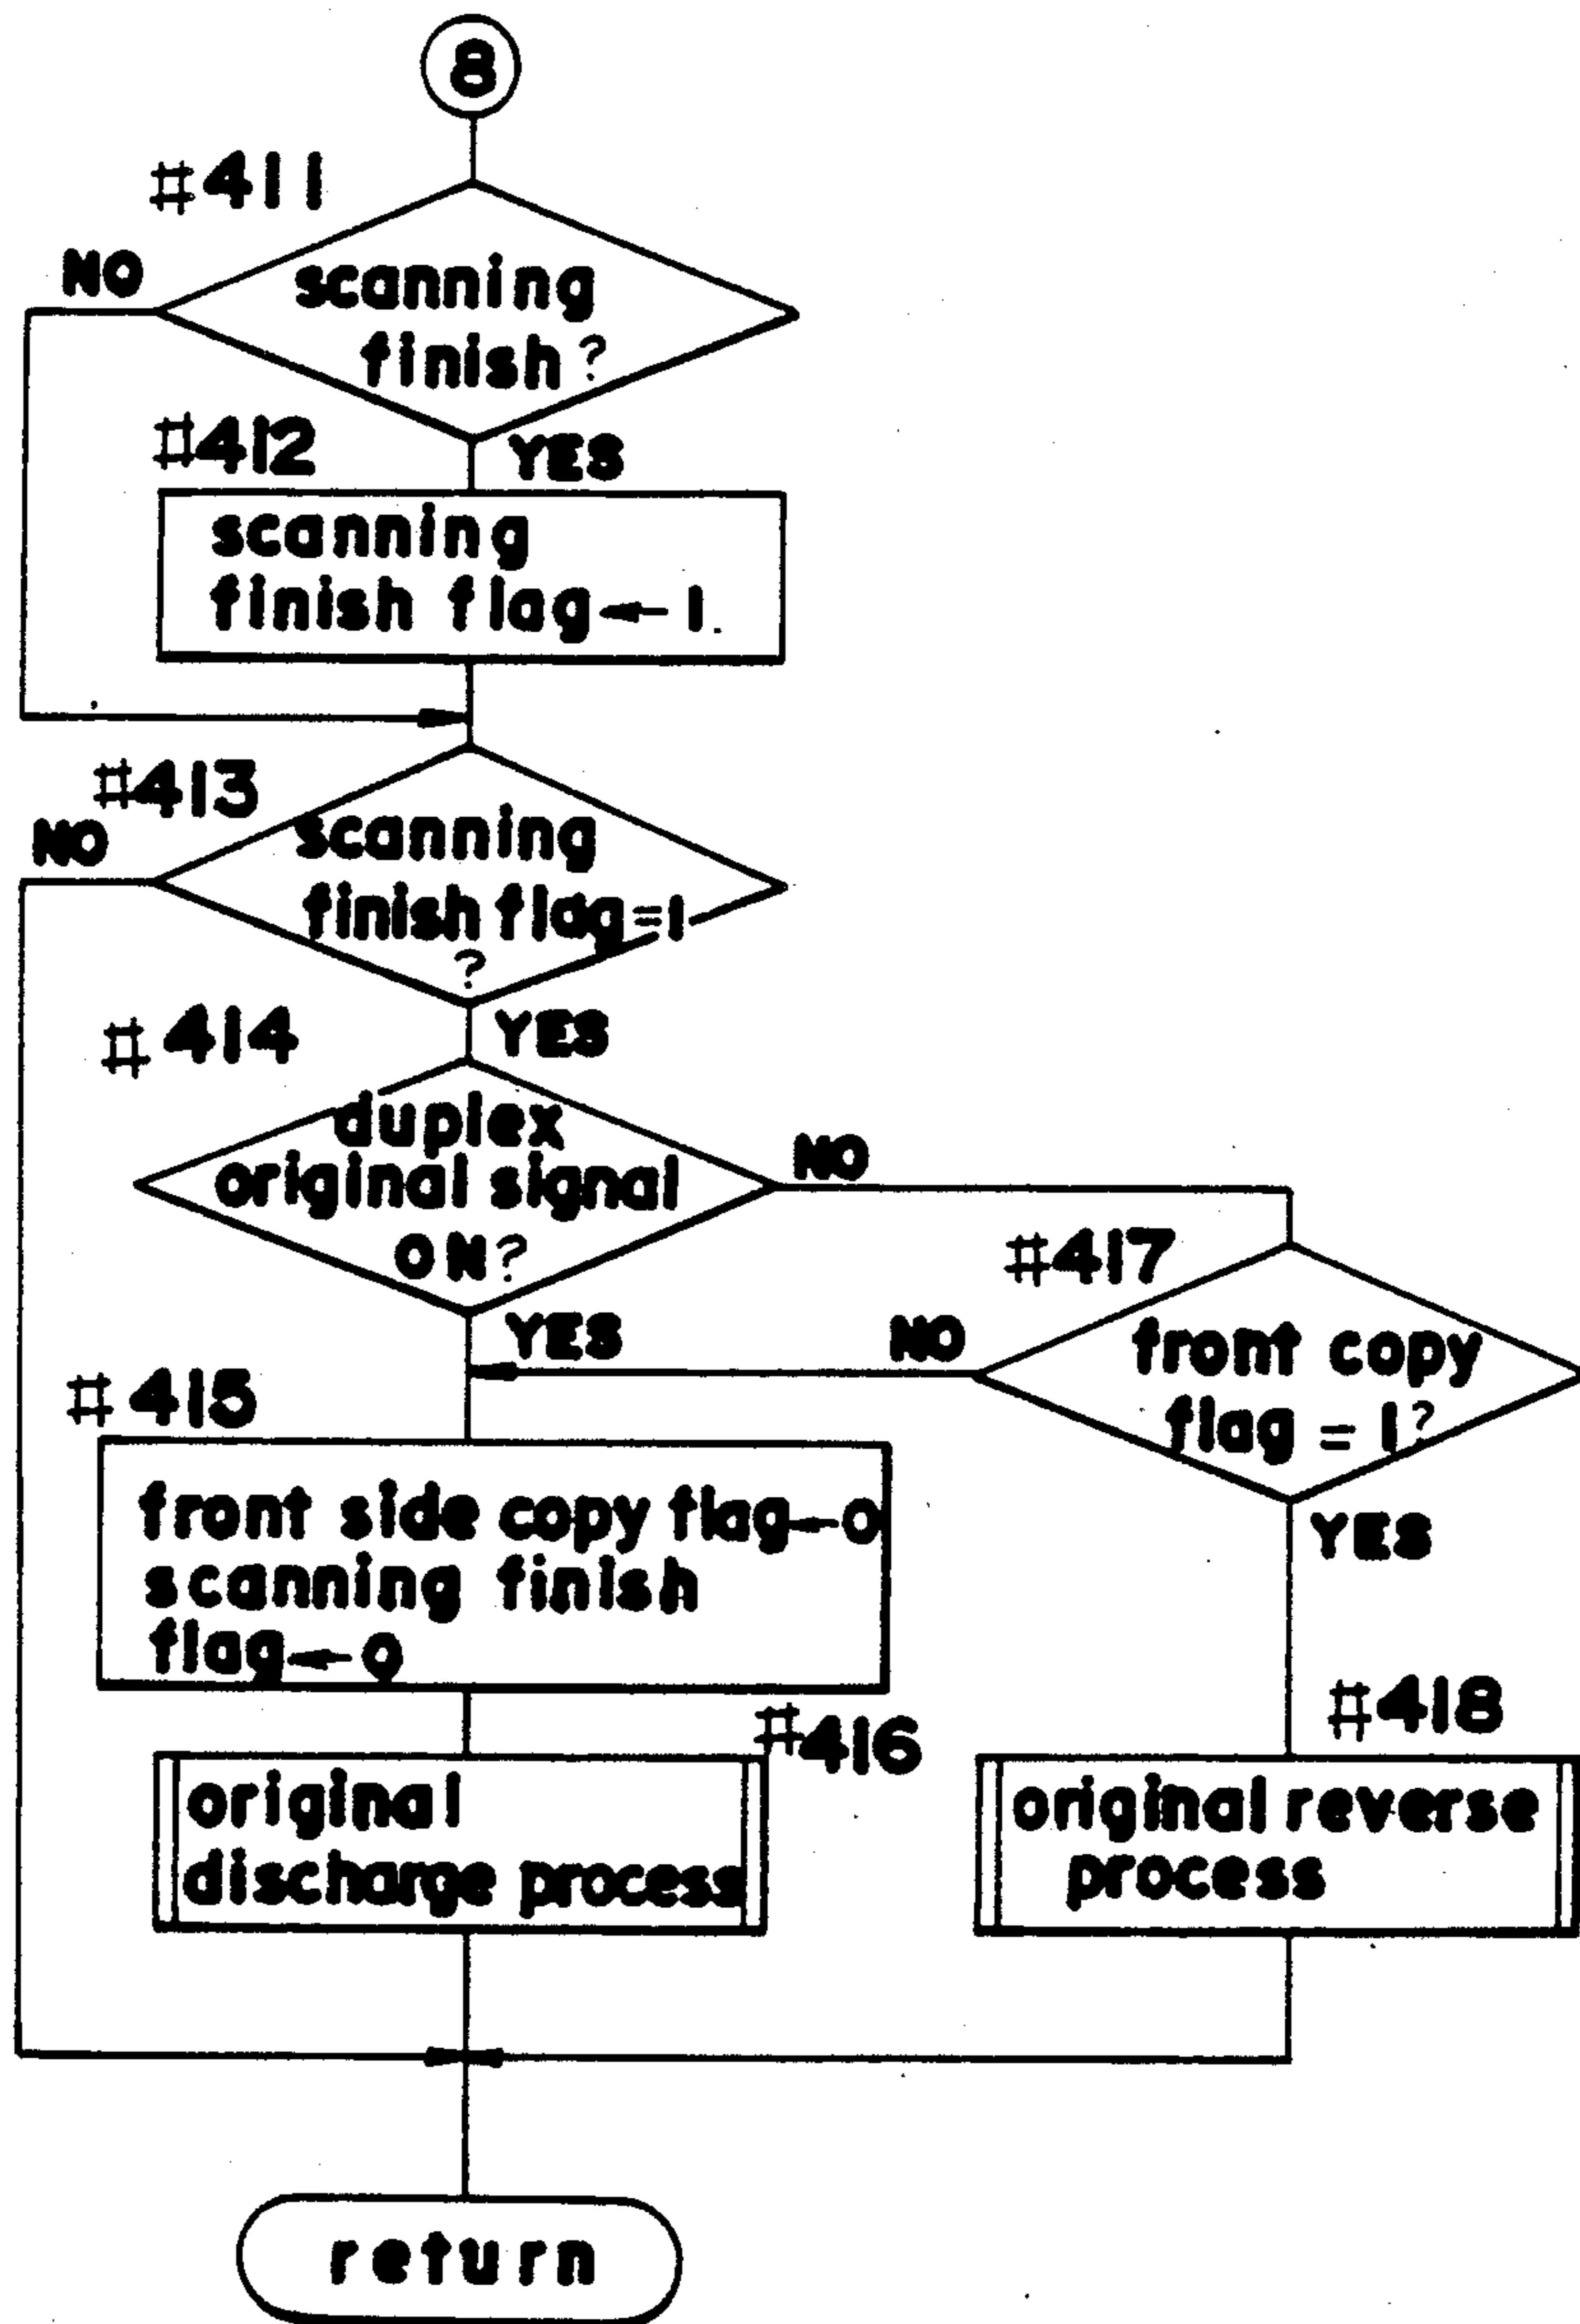 8
#411
NO
scanning
finish?
#412
YES
scanning
finish flag←1.
#413
NO
scanning
finish flag=1
?
#414
YES
duplex
original signal
ON?
NO
#417
YES
NO
front copy
flag = 1?
#415
YES
front side copy flag←0
scanning finish
flag←0
#416
#418
original
discharge process
original reverse
process
return